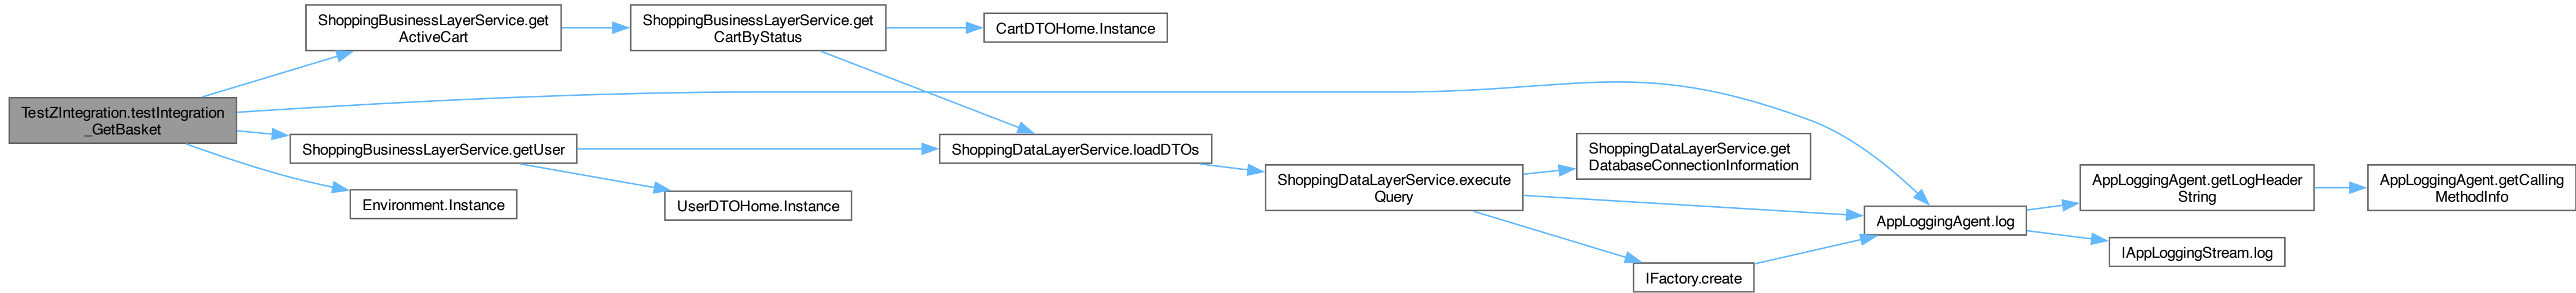 TestZIntegration.testIntegration
_GetBasket
ShoppingBusinessLayerService.get
ActiveCart
ShoppingBusinessLayerService.get
CartByStatus
CartDTOHome.Instance
ShoppingBusinessLayerService.getUser
Environment.Instance
UserDTOHome.Instance
ShoppingDataLayerService.loadDTOs
ShoppingDataLayerService.execute
Query
ShoppingDataLayerService.get
DatabaseConnectionInformation
IFactory.create
AppLoggingAgent.log
AppLoggingAgent.getLogHeader
String
IAppLoggingStream.log
AppLoggingAgent.getCalling
MethodInfo